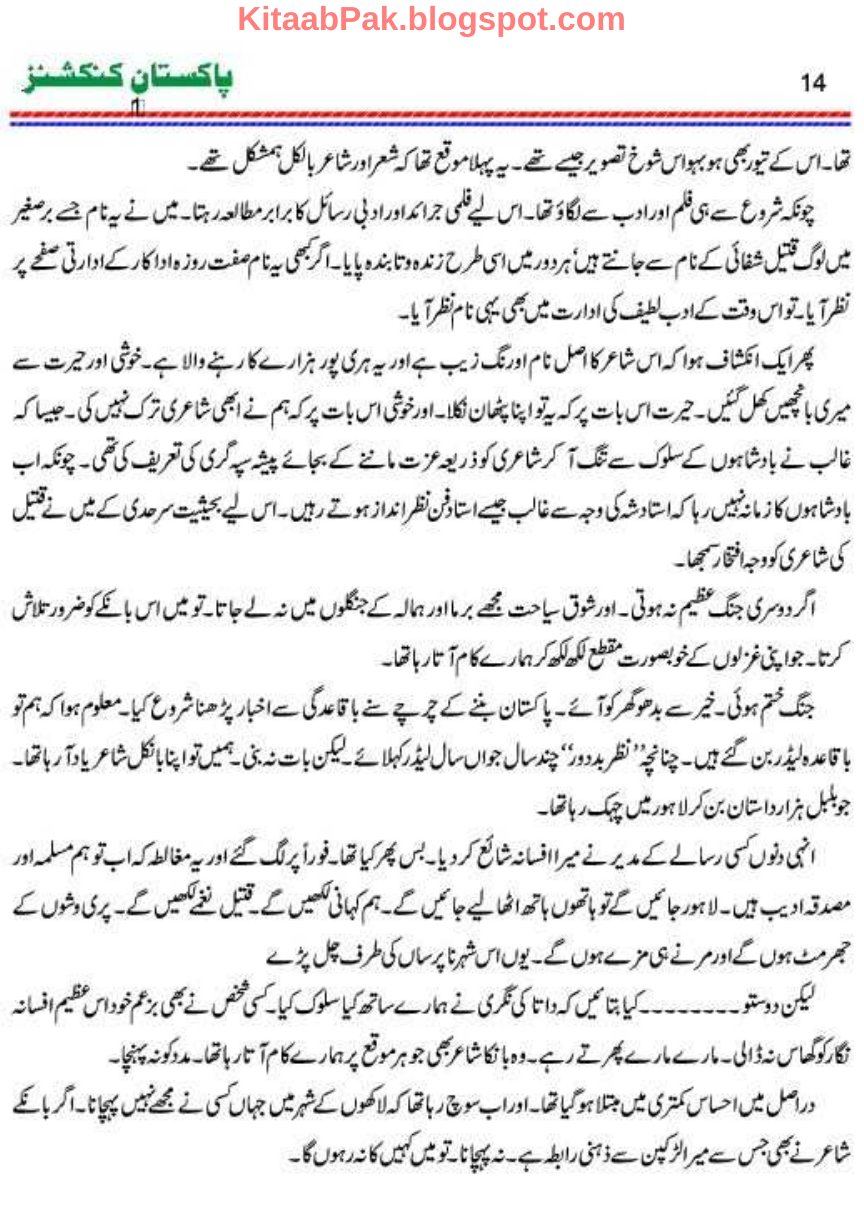 KitaabPak.blogspot.com
پاکستان کنکشنز
14
تھا۔ اس کے تیور بھی ہو بہو اس شوخ تصویر جیسے تھے۔ یہ پہلا موقع تھا کہ شعر اور شاعر بالکل ہمشکل تھے۔
چونکہ شروع سے ہی فلم اور ادب سے لگاؤ تھا۔ اس لیے فلمی جرائد اور ادبی رسائل کا برابر مطالعہ رہتا۔ میں نے یہ نام جسے برصغیر
میں لوگ قتیل شفائی کے نام سے جانتے ہیں' ہر دور میں اسی طرح زندہ و تابندہ پایا۔ اگر کبھی یہ نام صفت روزہ اداکار کے ادارتی صفحے پر
نظر آیا۔ تو اس وقت کے ادب لطیف کی ادارت میں بھی یہی نام نظر آیا۔
پھر ایک انکشاف ہوا کہ اس شاعر کا اصل نام اورنگ زیب ہے اور یہ ہری پور ہزارے کا رہنے والا ہے۔ خوشی اور حیرت سے
میری بانچھیں کھل گئیں۔ حیرت اس بات پر کہ یہ تو اپنا پٹھان نکلا۔ اور خوشی اس بات پر کہ ہم نے ابھی شاعری ترک نہیں کی۔ جیسا کہ
غالب نے بادشاہوں کے سلوک سے تنگ آ کر شاعری کو ذریعہ عزت ماننے کے بجائے پیشہ سپہ گری کی تعریف کی تھی۔ چونکہ اب
بادشاہوں کا زمانہ نہیں رہا کہ استاد شہ کی وجہ سے غالب جیسے استاد فن نظر انداز ہوتے رہیں۔ اس لیے بحیثیت سرحدی کے میں نے قتیل
کی شاعری کو وجہ افتخار سمجھا۔
اگر دوسری جنگ عظیم نہ ہوتی۔ اور شوق سیاحت مجھے برما اور ہمالہ کے جنگلوں میں نہ لے جاتا۔ تو میں اس بانکے کو ضرور تلاش
کرتا۔ جو اپنی غزلوں کے خوبصورت مقطع لکھ لکھ کر ہمارے کام آتا رہا تھا۔
جنگ ختم ہوئی۔ خیر سے بدھو گھر کو آئے۔ پاکستان بننے کے چرچے سنے باقاعدگی سے اخبار پڑھنا شروع کیا۔ معلوم ہوا کہ ہم تو
باقاعدہ لیڈر بن گئے ہیں۔ چنانچہ ''نظر بد دور'' چند سال جواں سال لیڈر کہلائے۔ لیکن بات نہ بنی۔ ہمیں تو اپنا بانکل شاعر یاد آ رہا تھا۔
جو بلبل ہزار داستان بن کر لاہور میں چہک رہا تھا۔
انہی دنوں کسی رسالے کے مدیر نے میرا افسانہ شائع کر دیا۔ بس پھر کیا تھا۔ فوراً پر لگ گئے اور یہ مغالطہ کہ اب تو ہم مسلمہ اور
مصدقہ ادیب ہیں۔ لاہور جائیں گے تو ہاتھوں ہاتھ اٹھا لیے جائیں گے۔ ہم کہانی لکھیں گے۔ قتیل نغمے لکھیں گے۔ پری وشوں کے
جھرمٹ ہوں گے اور مزے ہی مزے ہوں گے۔ یوں اس شہر ناپرساں کی طرف چل پڑے
لیکن دوستو۔۔۔۔۔۔۔۔ کیا بتائیں کہ داتا کی نگری نے ہمارے ساتھ کیا سلوک کیا۔ کسی شخص نے بھی بزعم خود اس عظیم افسانہ
نگار کو گھاس نہ ڈالی۔ مارے مارے پھرتے رہے۔ وہ بانکا شاعر بھی جو ہر موقع پر ہمارے کام آتا رہا تھا۔ مدد کو نہ پہنچا۔
دراصل میں احساس کمتری میں مبتلا ہو گیا تھا۔ اور اب سوچ رہا تھا کہ لاکھوں کے شہر میں جہاں کسی نے مجھے نہیں پہچانا۔ اگر بانکے
شاعر نے بھی جس سے میرا لڑکپن سے ذہنی رابطہ ہے۔ نہ پہچانا۔ تو میں کہیں کا نہ رہوں گا۔